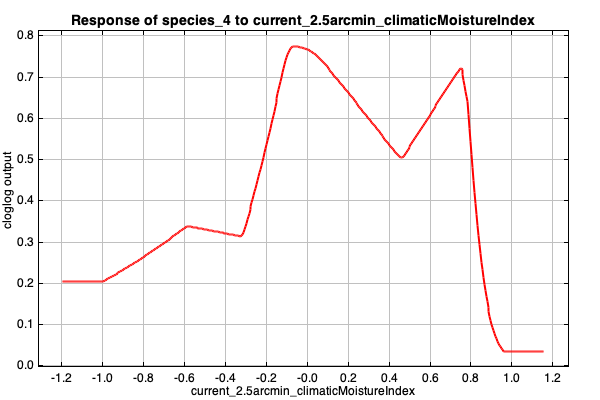 Response of species_4 to current_2.5arcmin_climaticMoistureIndex
cloglog output
0.8
0.7
0.6
0.5
0.4
0.3
0.2
0.1
0.0
-1.2 -1.0 -0.8 -0.6 -0.4 -0.2 -0.0 0.2 0.4 0.6 0.8 1.0 1.2
current_2.5arcmin_climaticMoistureIndex